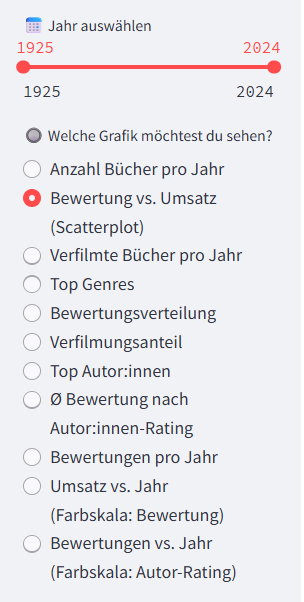 Jahr auswählen
1925 2024
1925 2024
Welche Grafik möchtest du sehen?
Anzahl Bücher pro Jahr
Bewertung vs. Umsatz
(Scatterplot)
Verfilmte Bücher pro Jahr
Top Genres
Bewertungsverteilung
Verfilmungsanteil
Top Autor:innen
Ø Bewertung nach
Autor:innen-Rating
Bewertungen pro Jahr
Umsatz vs. Jahr
(Farbskala: Bewertung)
Bewertungen vs. Jahr
(Farbskala: Autor-Rating)